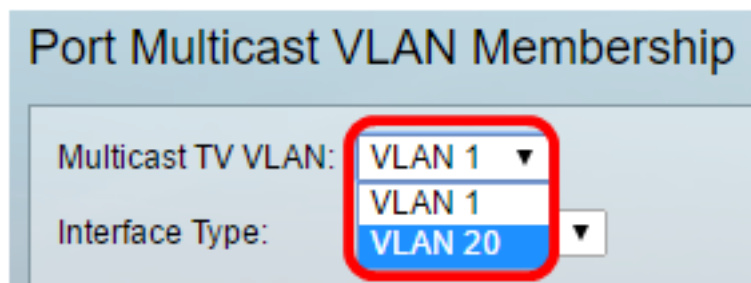 Port Multicast VLAN Membership
Multicast TV VLAN: VLAN 1
VLAN 1
Interface Type: VLAN 20